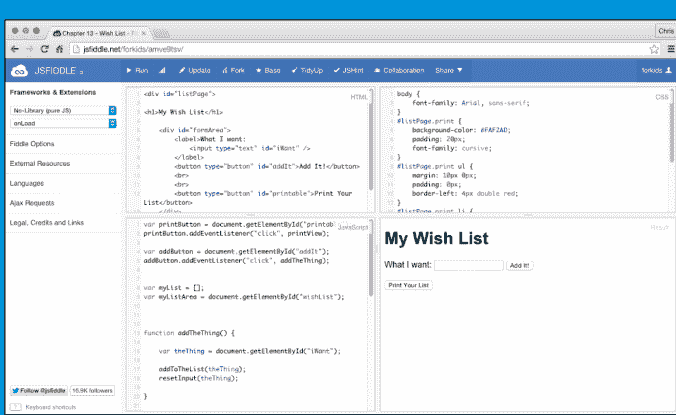 Chapter 13 - Wish List -
Chris
jsfiddle.net/forkids/amve9tsv/
JSFIDDLE
Run
Update
Fork
Base
TidyUp
JSHint
Collaboration
Share
forkids
Frameworks & Extensions
No-Library (pure JS)
onLoad
Fiddle Options
External Resources
Languages
Ajax Requests
Legal, Credits and Links
Follow @jsfiddle
16.9K followers
Keyboard shortcuts
HTML
<div id="listPage">
<h1>My Wish List</h1>
<div id="formArea">
<label>What I want:
<input type="text" id="iWant" />
</label>
<button type="button" id="addIt">Add It!</button>
<br>
<br>
<button type="button" id="printable">Print Your
List</button>
</div>
CSS
body {
font-family: Arial, sans-serif;
}
#listPage.print {
background-color: #FAF2AD;
padding: 20px;
font-family: cursive;
}
#listPage.print ul {
margin: 10px 0px;
padding: 0px;
border-left: 4px double red;
}
#listPage.print li {
JavaScript
var printButton = document.getElementById("printab
printButton.addEventListener("click", printView);
var addButton = document.getElementById("addIt");
addButton.addEventListener("click", addTheThing);
var myList = [];
var myListArea = document.getElementById("wishList");
function addTheThing() {
var theThing = document.getElementById("iWant");
addToTheList(theThing);
resetInput(theThing);
}
Result
My Wish List
What I want:
Add It!
Print Your List